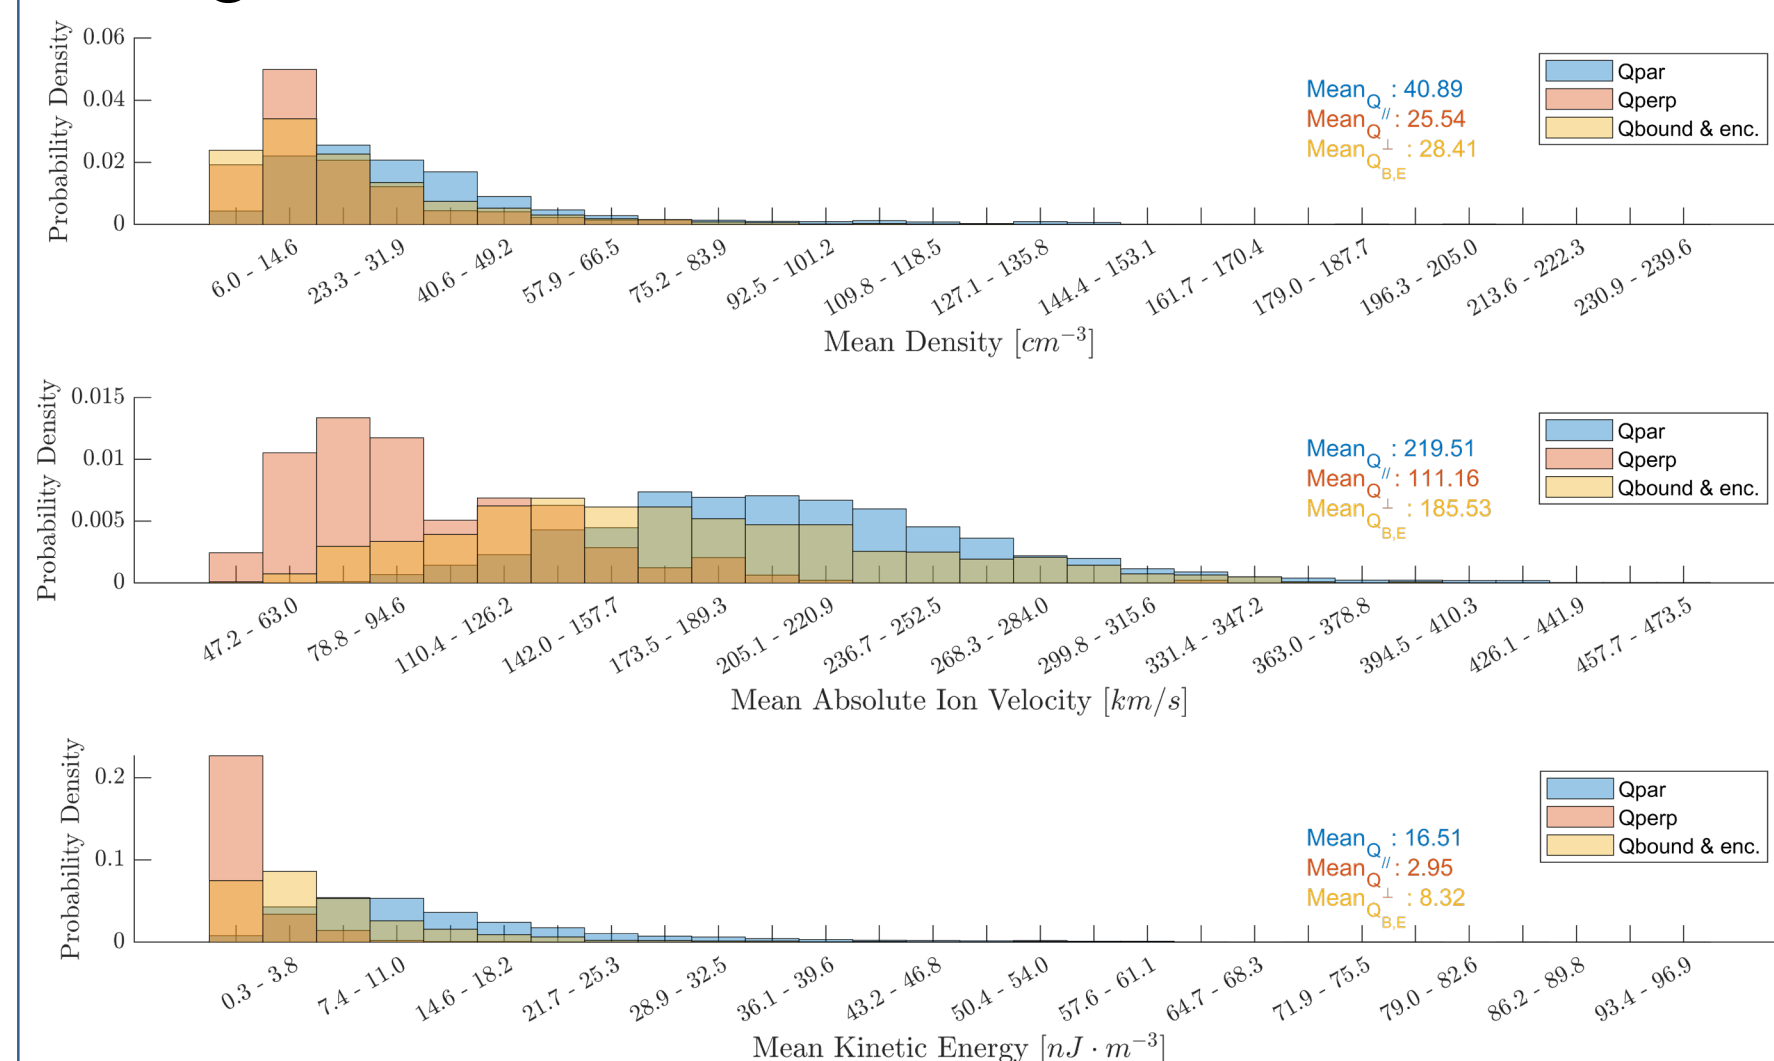 Probability Density
0.06
0.04
0.02
0
Mean_Q// : 40.89
Mean_Q⊥ : 25.54
Mean_Q_B,E : 28.41
Qpar
Qperp
Qbound & enc.
6.0 - 14.6
23.3 - 31.9
40.6 - 49.2
57.9 - 66.5
75.2 - 83.9
92.5 - 101.2
109.8 - 118.5
127.1 - 135.8
144.4 - 153.1
161.7 - 170.4
179.0 - 187.7
196.3 - 205.0
213.6 - 222.3
230.9 - 239.6
Mean Density [cm⁻³]
Probability Density
0.015
0.01
0.005
0
Mean_Q// : 219.51
Mean_Q⊥ : 111.16
Mean_Q_B,E : 185.53
Qpar
Qperp
Qbound & enc.
47.2 - 63.0
78.8 - 94.6
110.4 - 126.2
142.0 - 157.7
173.5 - 189.3
205.1 - 220.9
236.7 - 252.5
268.3 - 284.0
299.8 - 315.6
331.4 - 347.2
363.0 - 378.8
394.5 - 410.3
426.1 - 441.9
457.7 - 473.5
Mean Absolute Ion Velocity [km/s]
Probability Density
0.2
0.1
0
Mean_Q// : 16.51
Mean_Q⊥ : 2.95
Mean_Q_B,E : 8.32
Qpar
Qperp
Qbound & enc.
0.3 - 3.8
7.4 - 11.0
14.6 - 18.2
21.7 - 25.3
28.9 - 32.5
36.1 - 39.6
43.2 - 46.8
50.4 - 54.0
57.6 - 61.1
64.7 - 68.3
71.9 - 75.5
79.0 - 82.6
86.2 - 89.8
93.4 - 96.9
Mean Kinetic Energy [nJ · m⁻³]